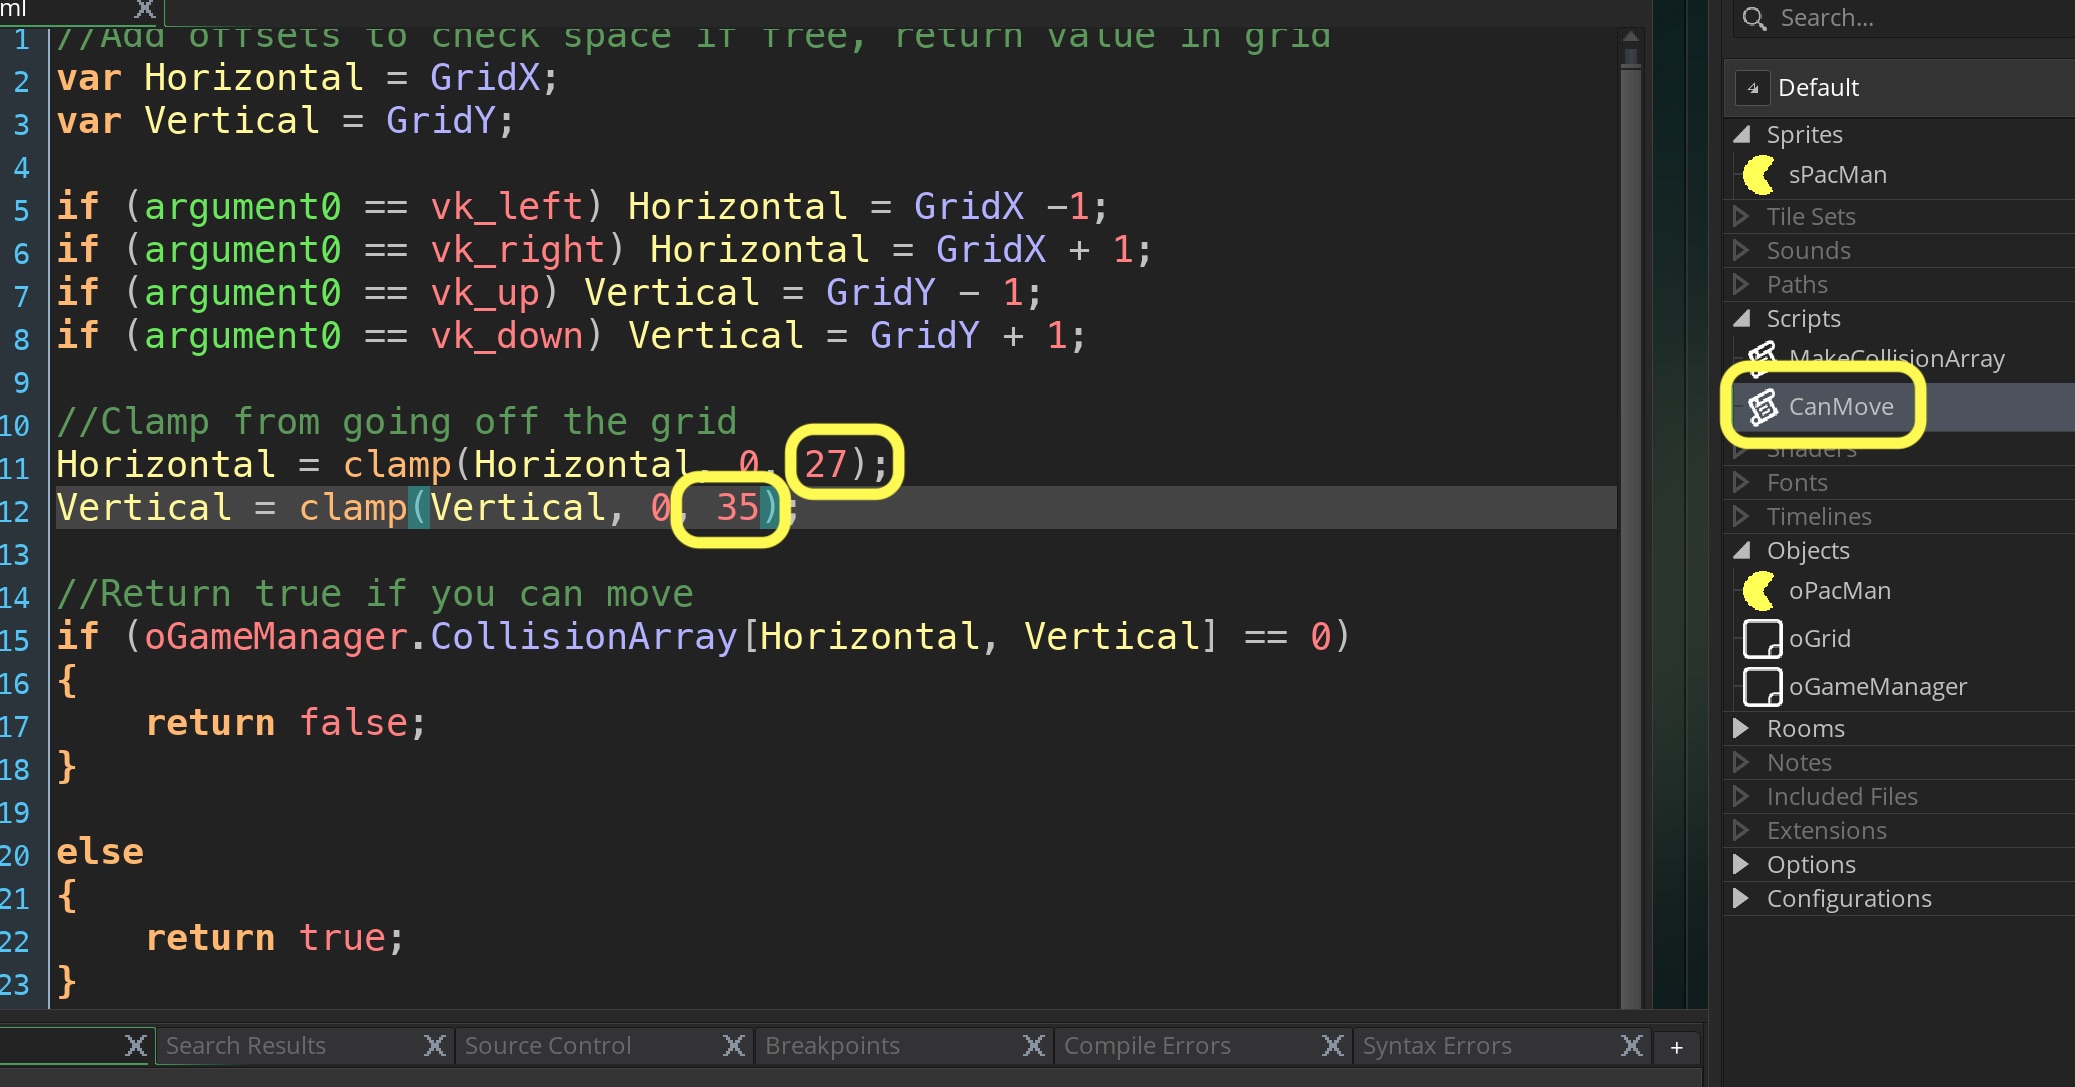 ml
1 //Add offsets to check space if free, return value in grid
2 var Horizontal = GridX;
3 var Vertical = GridY;
4
5 if (argument0 == vk_left) Horizontal = GridX -1;
6 if (argument0 == vk_right) Horizontal = GridX + 1;
7 if (argument0 == vk_up) Vertical = GridY - 1;
8 if (argument0 == vk_down) Vertical = GridY + 1;
9
10 //Clamp from going off the grid
11 Horizontal = clamp(Horizontal, 0, 27);
12 Vertical = clamp(Vertical, 0, 35);
13
14 //Return true if you can move
15 if (oGameManager.CollisionArray[Horizontal, Vertical] == 0)
16 {
17 return false;
18 }
19
20 else
21 {
22 return true;
23 }
Search Results
Source Control
Breakpoints
Compile Errors
Syntax Errors
+
Search...
Default
Sprites
sPacMan
Tile Sets
Sounds
Paths
Scripts
MakeCollisionArray
CanMove
Shaders
Fonts
Timelines
Objects
oPacMan
oGrid
oGameManager
Rooms
Notes
Included Files
Extensions
Options
Configurations